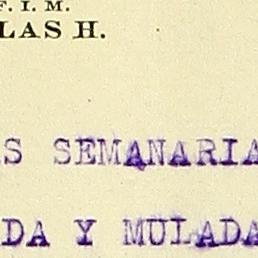 F. I. M.
LAS H.
S SEMANARIA
DA Y MULADA